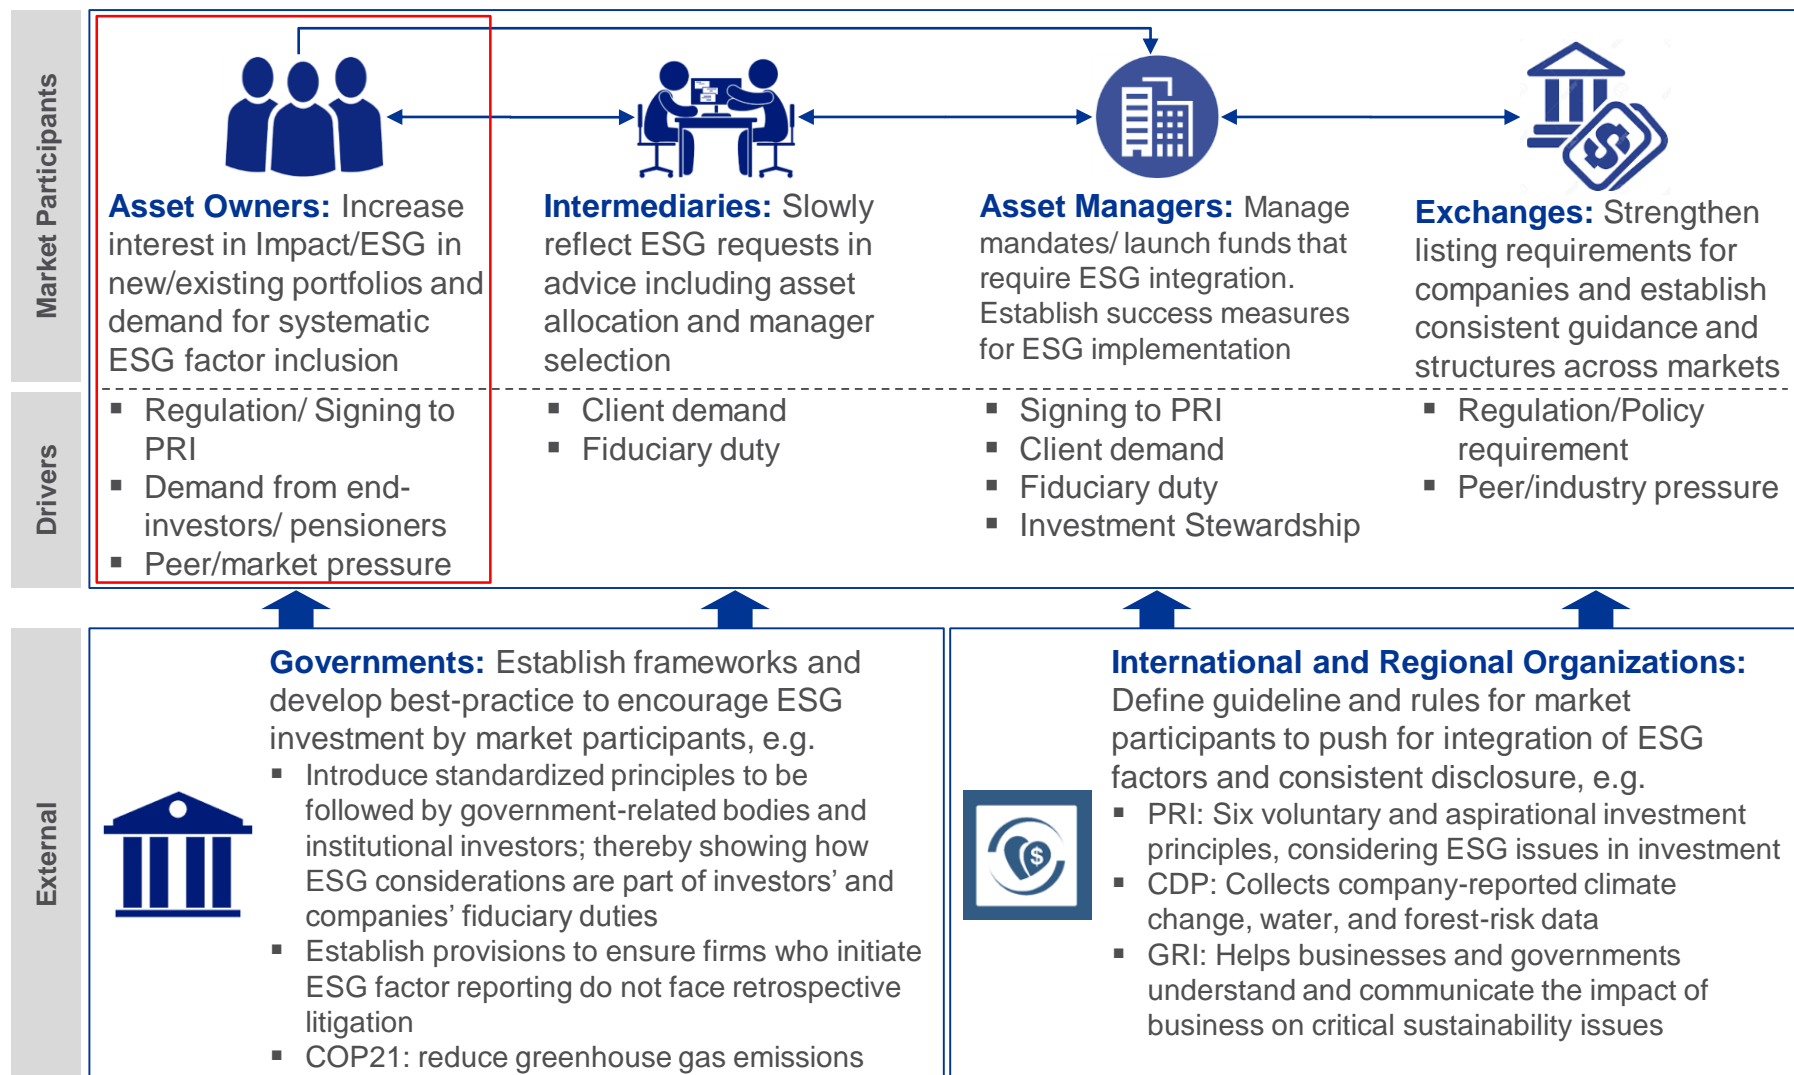 Market Participants
Asset Owners: Increase
interest in Impact/ESG in
new/existing portfolios and
demand for systematic
ESG factor inclusion
Intermediaries: Slowly
reflect ESG requests in
advice including asset
allocation and manager
selection
Asset Managers: Manage
mandates/ launch funds that
require ESG integration.
Establish success measures
for ESG implementation
$
Exchanges: Strengthen
listing requirements for
companies and establish
consistent guidance and
structures across markets
Drivers
▪ Regulation/ Signing to
PRI
▪ Demand from end-
investors/ pensioners
▪ Peer/market pressure
▪ Client demand
▪ Fiduciary duty
▪ Signing to PRI
▪ Client demand
▪ Fiduciary duty
▪ Investment Stewardship
▪ Regulation/Policy
requirement
▪ Peer/industry pressure
External
Governments: Establish frameworks and
develop best-practice to encourage ESG
investment by market participants, e.g.
▪ Introduce standardized principles to be
followed by government-related bodies and
institutional investors; thereby showing how
ESG considerations are part of investors’ and
companies’ fiduciary duties
▪ Establish provisions to ensure firms who initiate
ESG factor reporting do not face retrospective
litigation
▪ COP21: reduce greenhouse gas emissions
$
International and Regional Organizations:
Define guideline and rules for market
participants to push for integration of ESG
factors and consistent disclosure, e.g.
▪ PRI: Six voluntary and aspirational investment
principles, considering ESG issues in investment
▪ CDP: Collects company-reported climate
change, water, and forest-risk data
▪ GRI: Helps businesses and governments
understand and communicate the impact of
business on critical sustainability issues